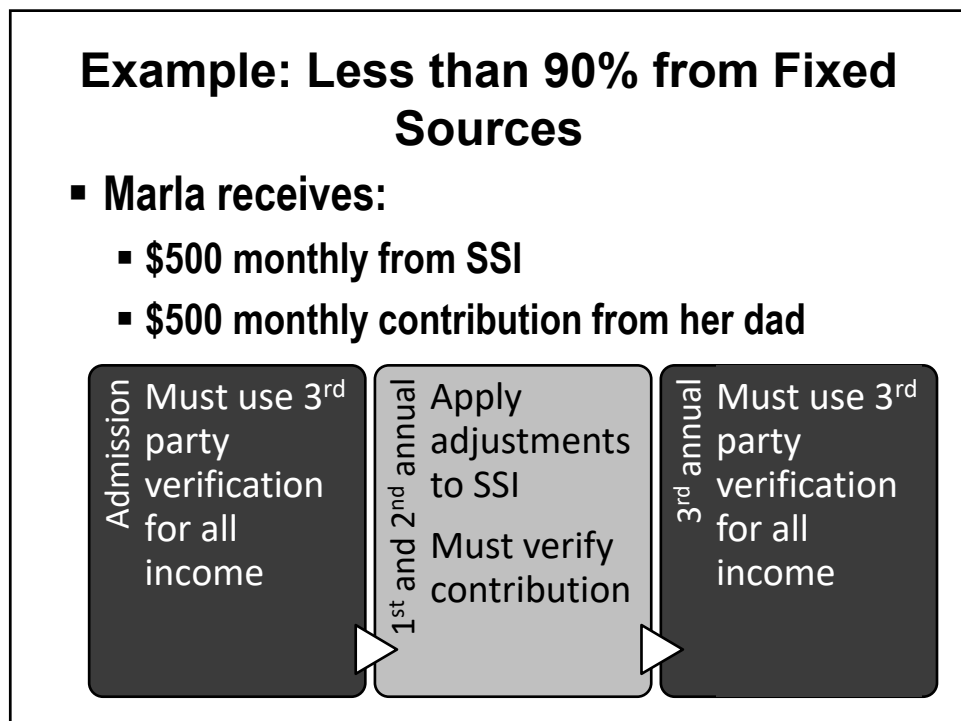 Example: Less than 90% from Fixed
Sources
▪ Marla receives:
▪ $500 monthly from SSI
▪ $500 monthly contribution from her dad
Admission
Must use 3rd
party
verification
for all
income
1st and 2nd annual
Apply
adjustments
to SSI
Must verify
contribution
3rd annual
Must use 3rd
party
verification
for all
income